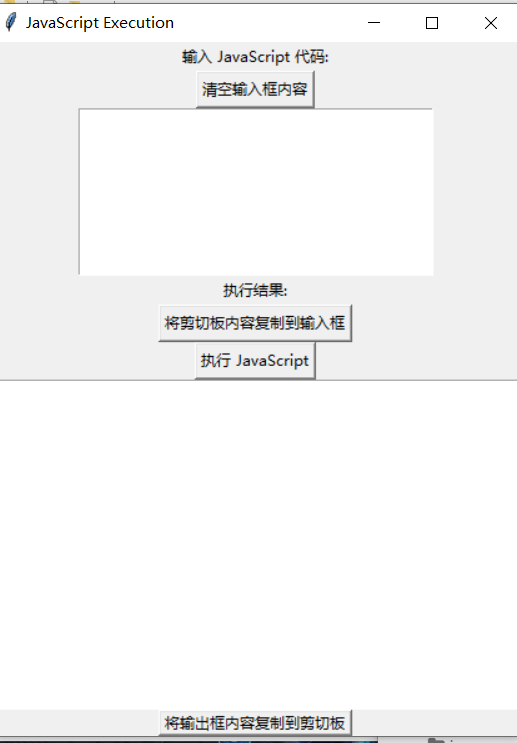 JavaScript Execution
输入 JavaScript 代码:
清空输入框内容
执行结果:
将剪切板内容复制到输入框
执行 JavaScript
将输出框内容复制到剪切板